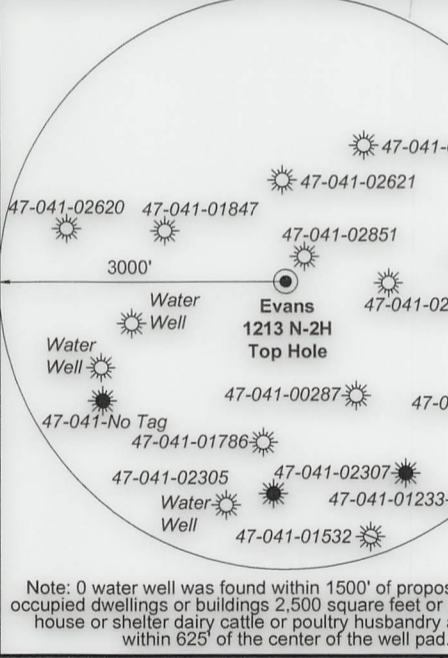 47-041-
47-041-02621
47-041-02620 47-041-01847
47-041-02851
3000'
Water
Well
Evans
1213 N-2H
Top Hole
47-041-02
Water
Well
47-041-00287
47-0
47-041-No Tag
47-041-01786
47-041-02305
47-041-02307
Water
Well
47-041-01233-
47-041-01532
Note: 0 water well was found within 1500' of propos
occupied dwellings or buildings 2,500 square feet or
house or shelter dairy cattle or poultry husbandry
within 625' of the center of the well pad.